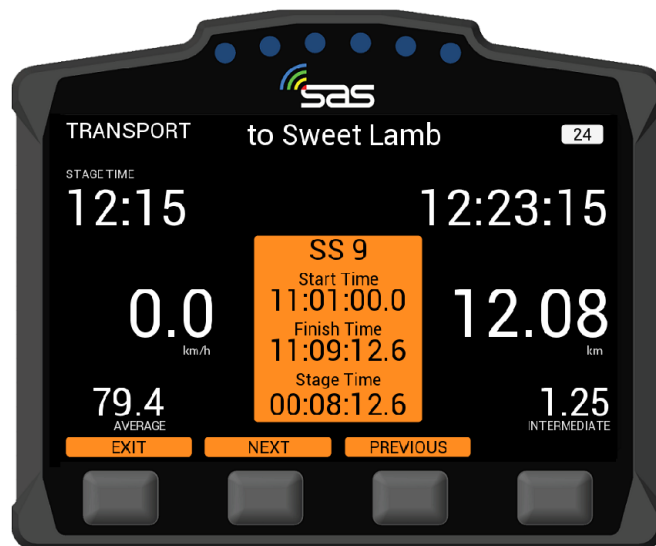 sas
TRANSPORT to Sweet Lamb 24
STAGE TIME
12:15 12:23:15
SS 9
Start Time
11:01:00.0
0.0 12.08
km/h km
Finish Time
11:09:12.6
Stage Time
00:08:12.6
79.4 1.25
AVERAGE INTERMEDIATE
EXIT NEXT PREVIOUS